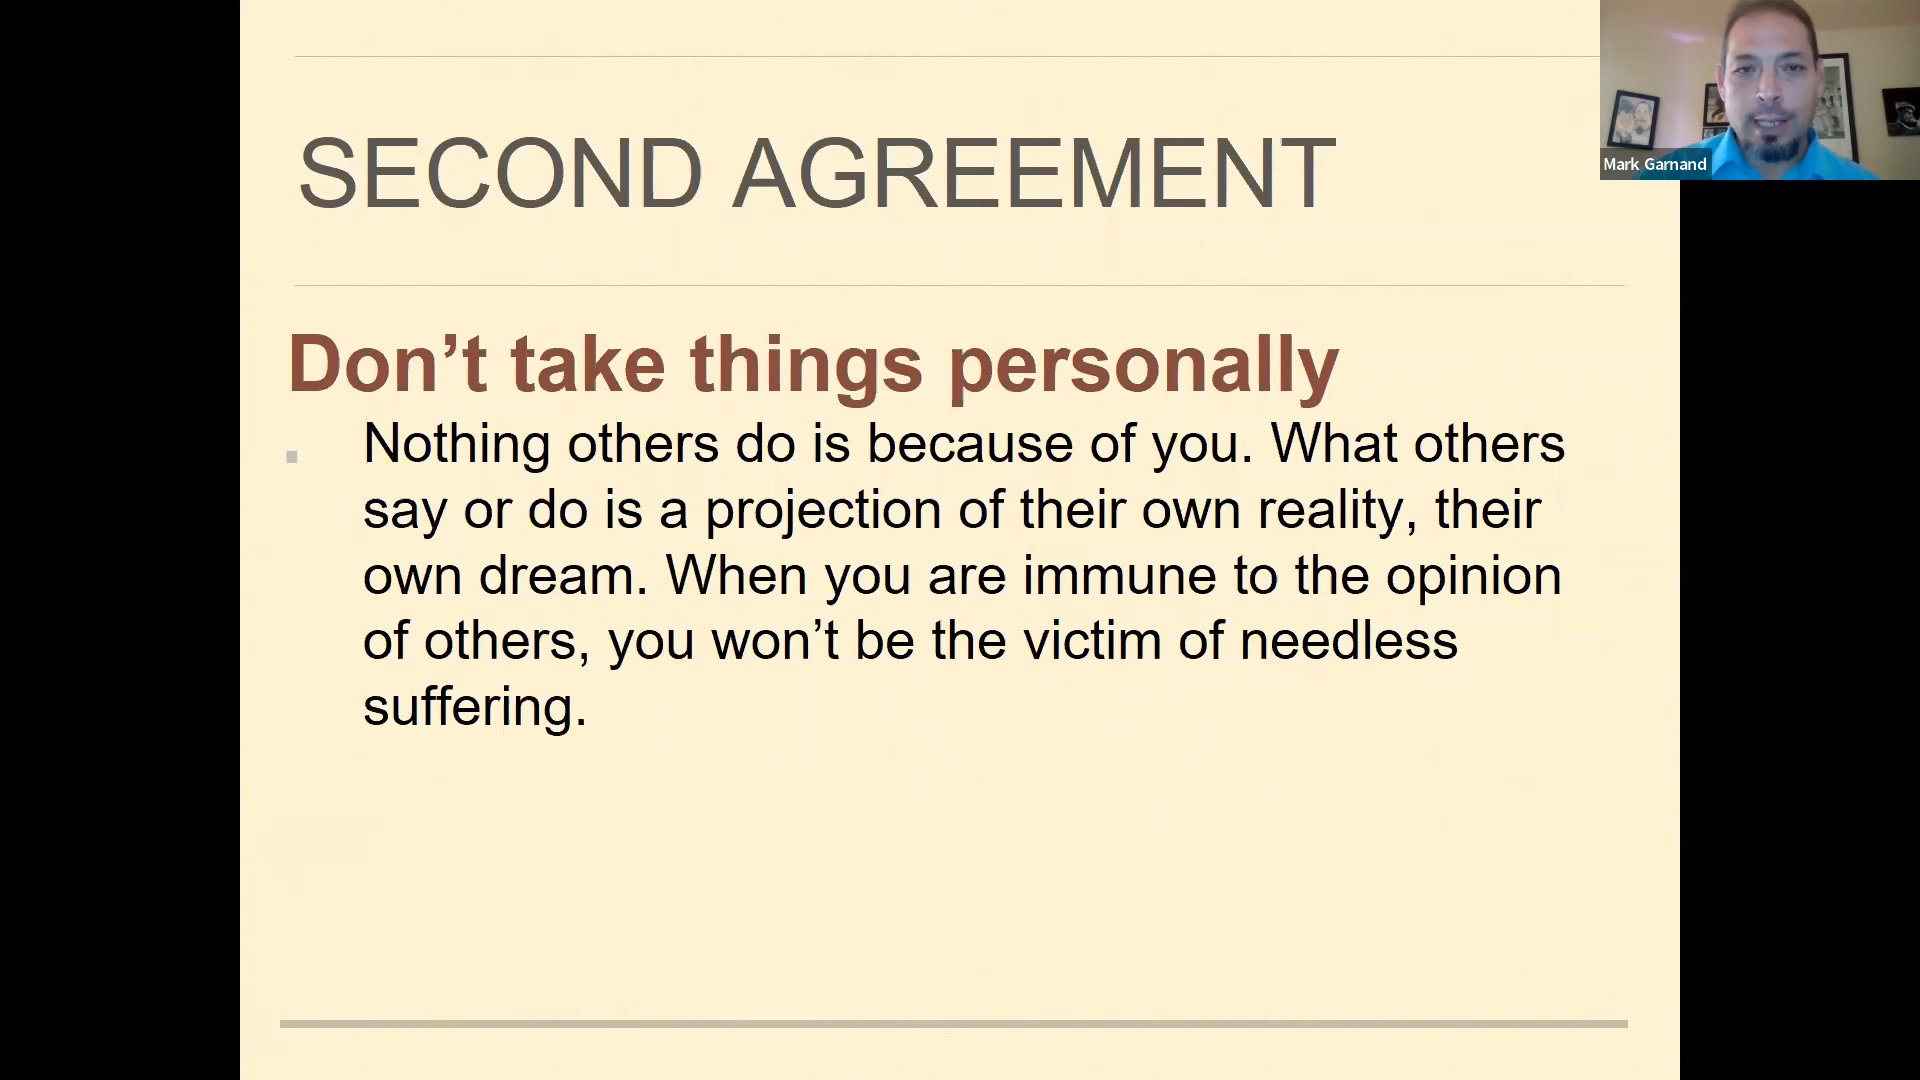 SECOND AGREEMENT
Mark Garnand
Don’t take things personally
Nothing others do is because of you. What others
say or do is a projection of their own reality, their
own dream. When you are immune to the opinion
of others, you won’t be the victim of needless
suffering.